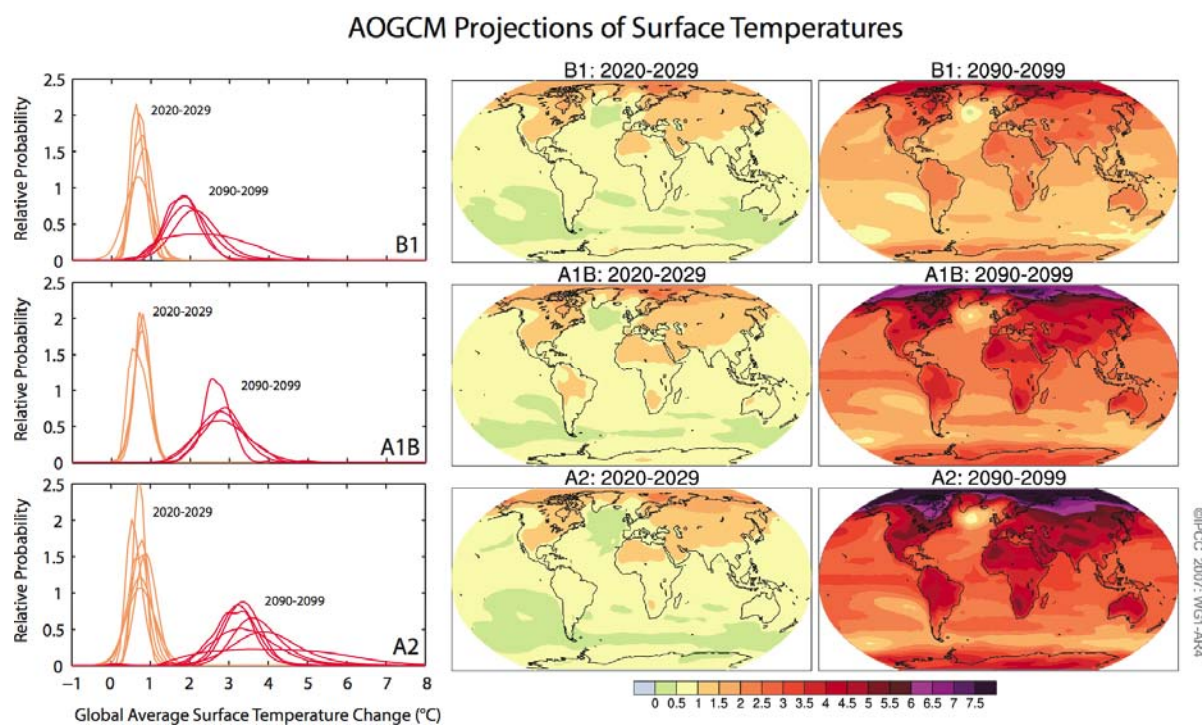 AOGCM Projections of Surface Temperatures
B1: 2020-2029
B1: 2090-2099
2.5
2
1.5
1
0.5
0
Relative Probability
2020-2029
2090-2099
B1
A1B: 2020-2029
A1B: 2090-2099
2.5
2
1.5
1
0.5
0
Relative Probability
2020-2029
2090-2099
A1B
A2: 2020-2029
A2: 2090-2099
2.5
2
1.5
1
0.5
0
Relative Probability
2020-2029
2090-2099
A2
−1 0 1 2 3 4 5 6 7 8
Global Average Surface Temperature Change (°C)
0 0.5 1 1.5 2 2.5 3 3.5 4 4.5 5 5.5 6 6.5 7 7.5
©IPCC 2007: WG1-AR4